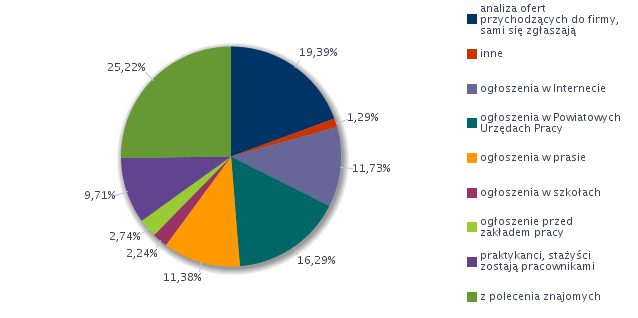 19,39%
1,29%
11,73%
16,29%
11,38%
2,24%
2,74%
9,71%
25,22%
analiza ofert
przychodzących do firmy,
sami się zgłaszają
inne
ogłoszenia w Internecie
ogłoszenia w Powiatowych
Urzędach Pracy
ogłoszenia w prasie
ogłoszenia w szkołach
ogłoszenie przed
zakładem pracy
praktykanci, stażyści
zostają pracownikami
z polecenia znajomych